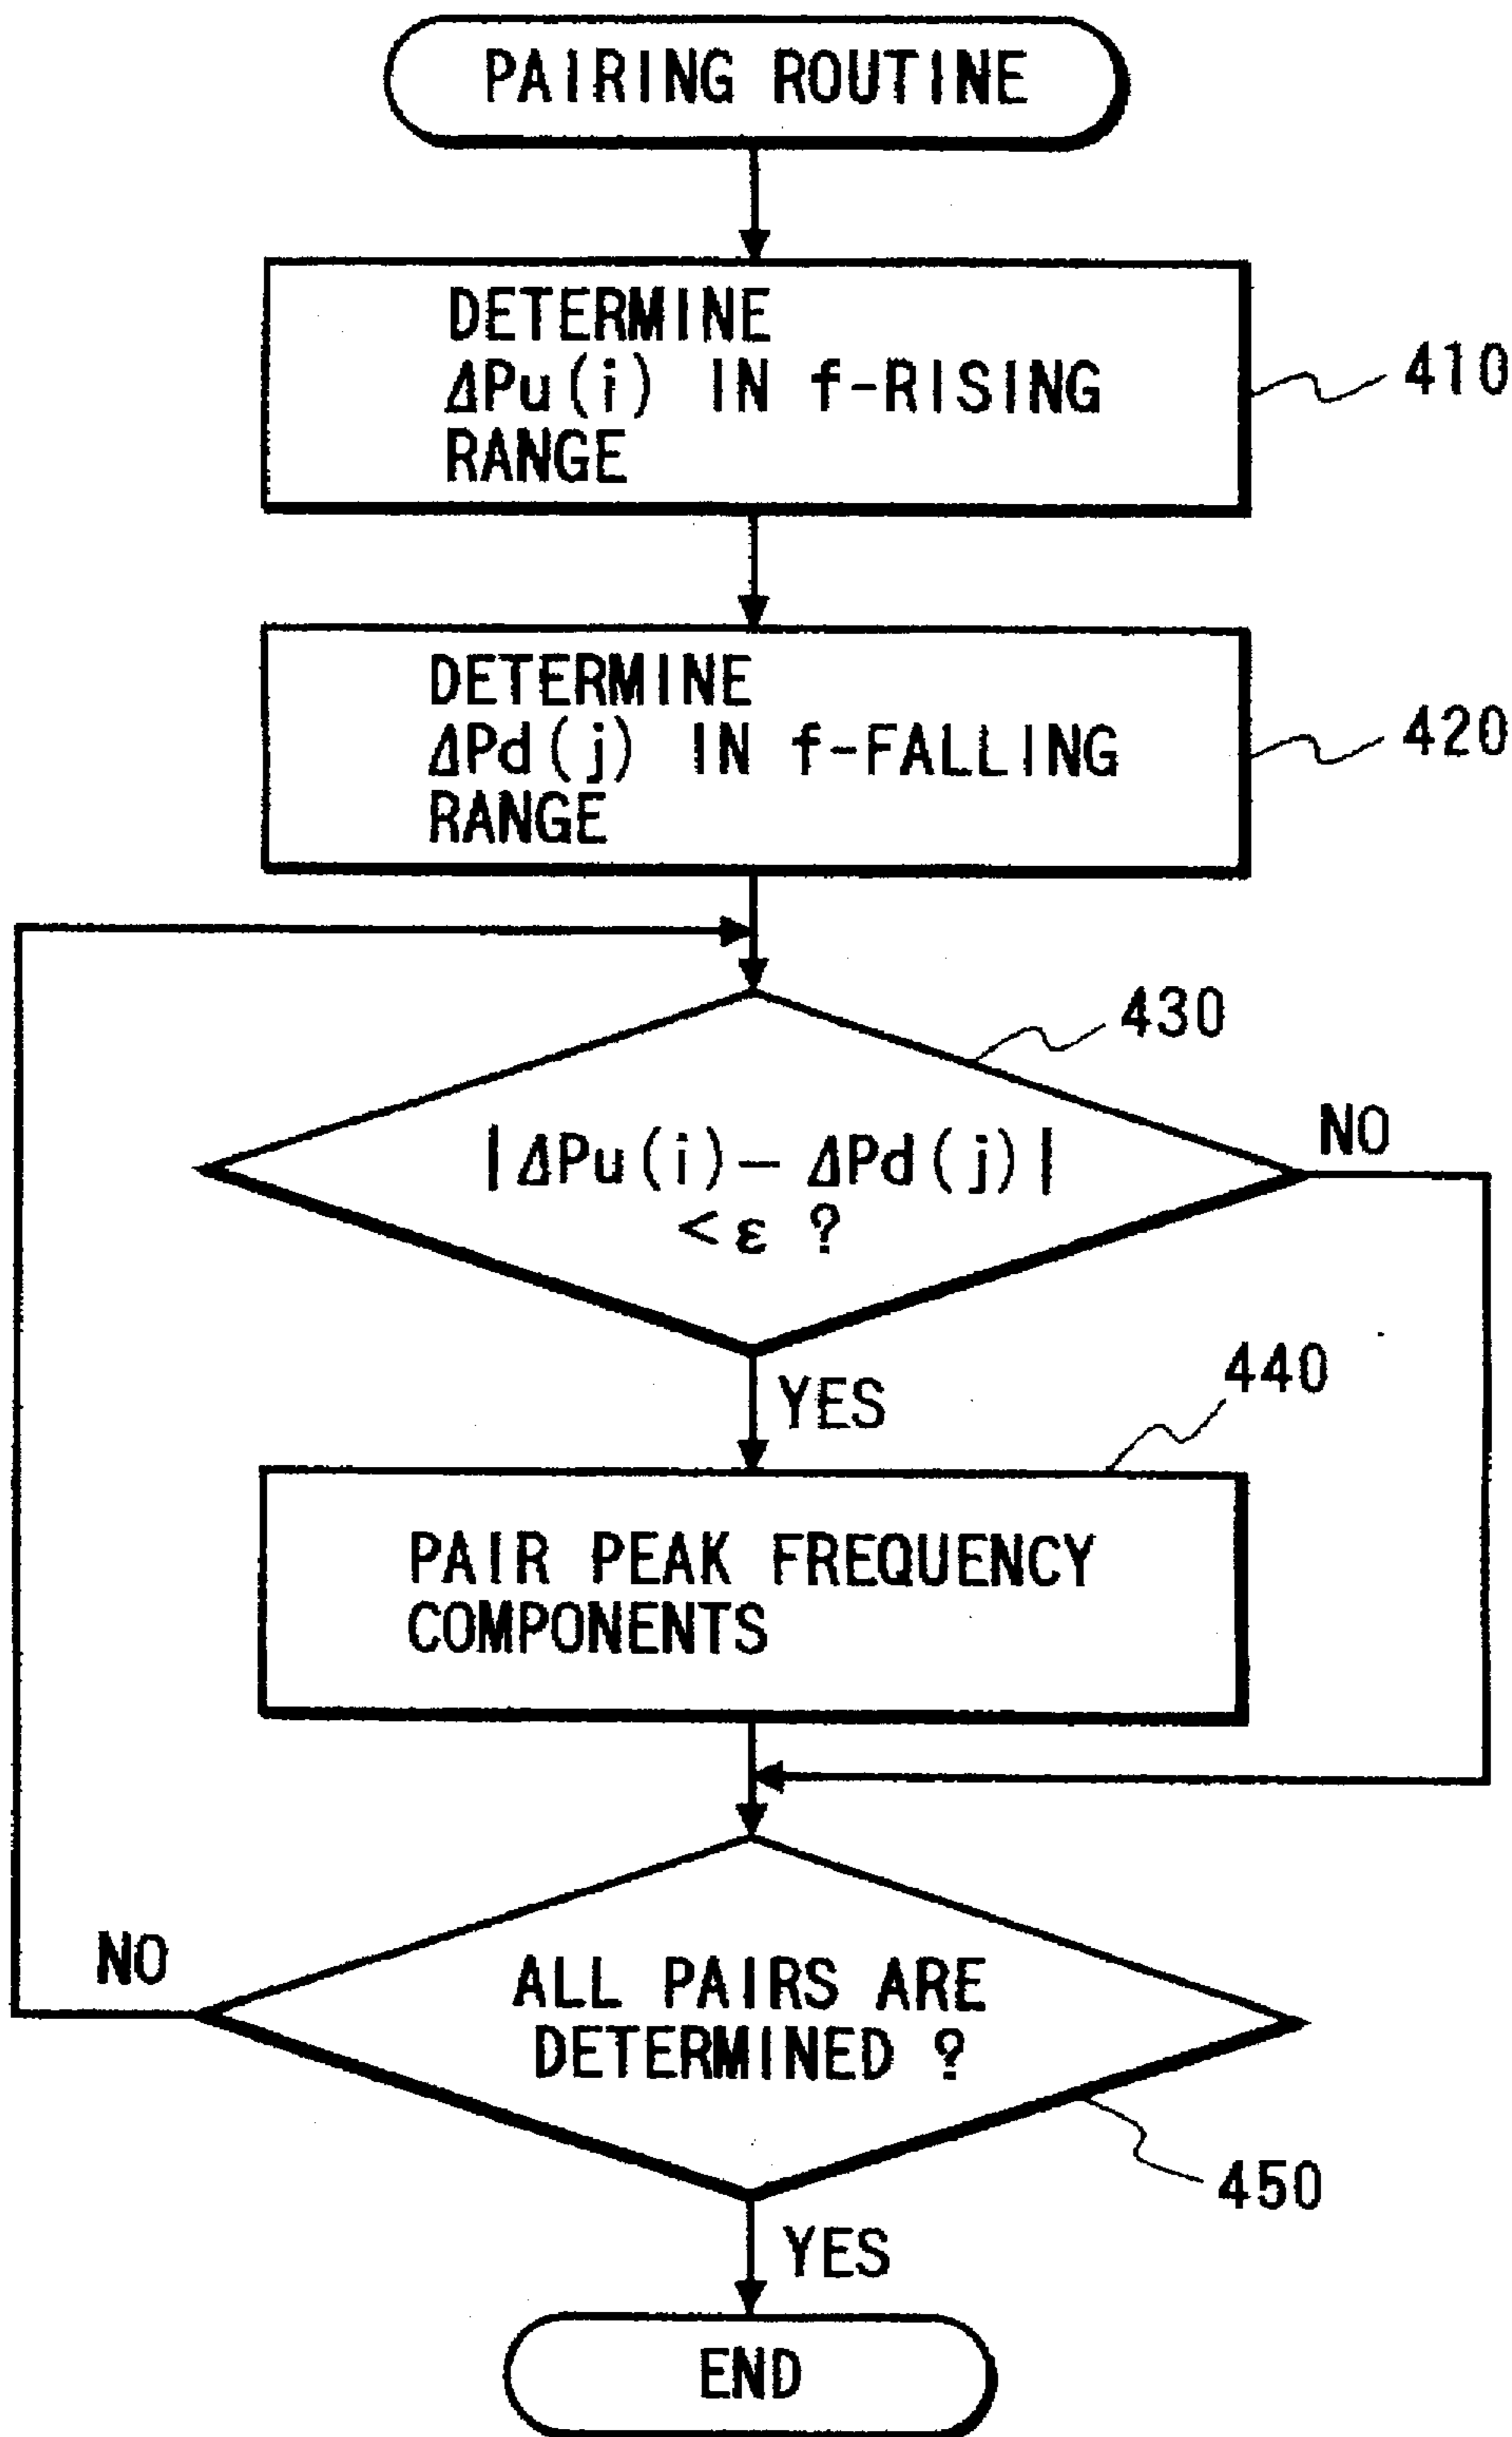 PAIRING ROUTINE
DETERMINE
ΔPu(i) IN f-RISING
RANGE
410
DETERMINE
ΔPd(j) IN f-FALLING
RANGE
420
430
|ΔPu(i)− ΔPd(j)|
<ε ?
NO
YES
440
PAIR PEAK FREQUENCY
COMPONENTS
NO
ALL PAIRS ARE
DETERMINED ?
450
YES
END